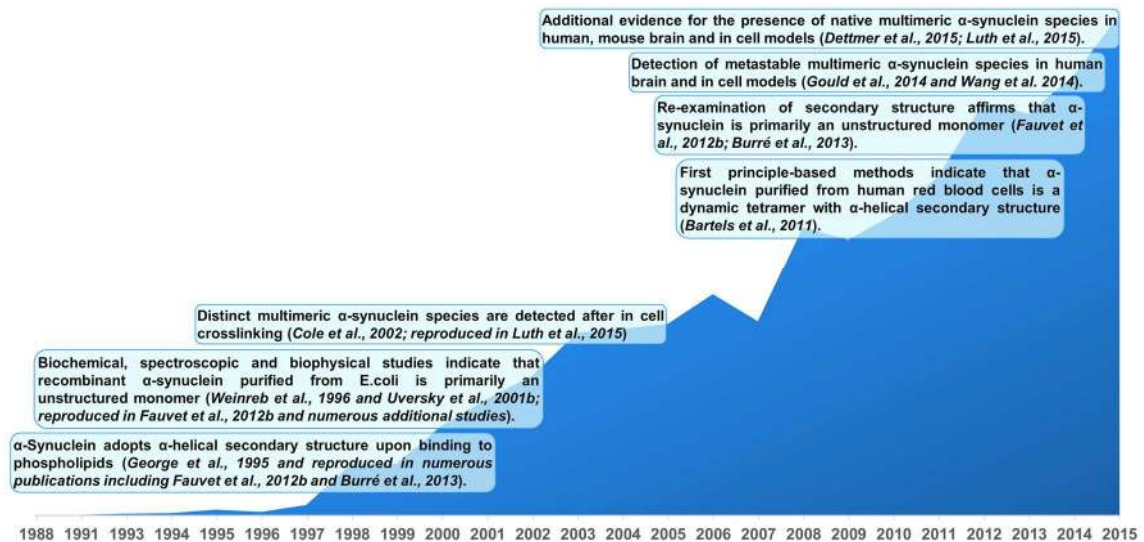 Additional evidence for the presence of native multimeric α-synuclein species in
human, mouse brain and in cell models (Dettmer et al., 2015; Luth et al., 2015).
Detection of metastable multimeric α-synuclein species in human
brain and in cell models (Gould et al., 2014 and Wang et al. 2014).
Re-examination of secondary structure affirms that α-
synuclein is primarily an unstructured monomer (Fauvet et
al., 2012b; Burré et al., 2013).
First principle-based methods indicate that α-
synuclein purified from human red blood cells is a
dynamic tetramer with α-helical secondary structure
(Bartels et al., 2011).
Distinct multimeric α-synuclein species are detected after in cell
crosslinking (Cole et al., 2002; reproduced in Luth et al., 2015)
Biochemical, spectroscopic and biophysical studies indicate that
recombinant α-synuclein purified from E.coli is primarily an
unstructured monomer (Weinreb et al., 1996 and Uversky et al., 2001b;
reproduced in Fauvet et al., 2012b and numerous additional studies).
α-Synuclein adopts α-helical secondary structure upon binding to
phospholipids (George et al., 1995 and reproduced in numerous
publications including Fauvet et al., 2012b and Burré et al., 2013).
1988 1991 1993 1994 1995 1996 1997 1998 1999 2000 2001 2002 2003 2004 2005 2006 2007 2008 2009 2010 2011 2012 2013 2014 2015